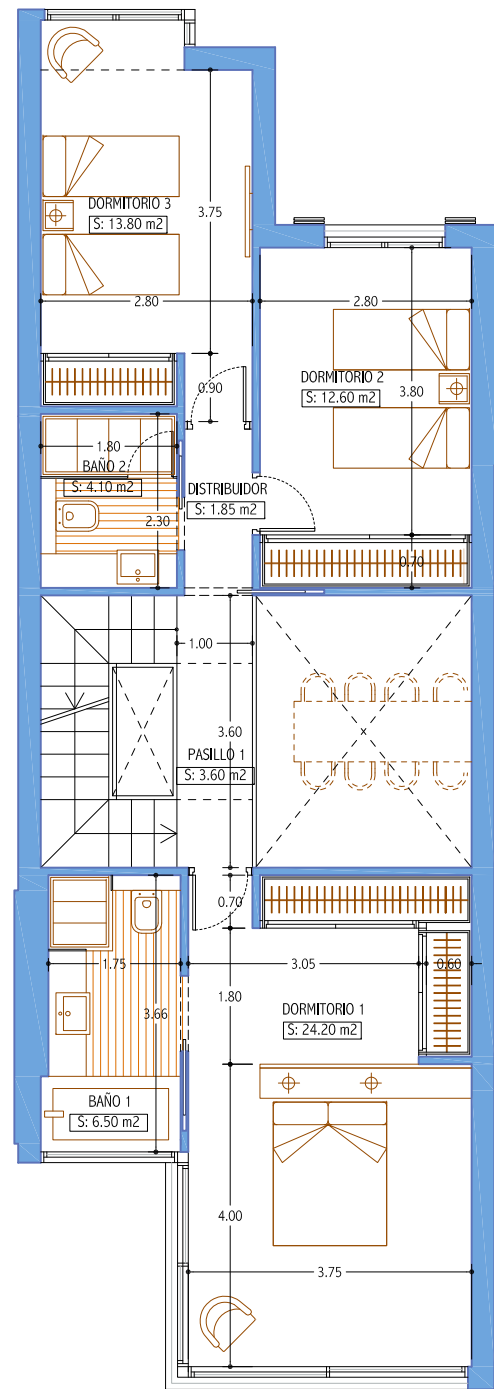 3.75
DORMITORIO 3
S: 13.80 m2
2.80
2.80
0.90
DORMITORIO 2
3.80
S: 12.60 m2
1.80
BAÑO 2
S: 4.10 m2
DISTRIBUIDOR
S: 1.85 m2
2.30
0.70
1.00
3.60
PASILLO 1
S: 3.60 m2
0.70
1.75
3.05
0.60
1.80
3.66
DORMITORIO 1
S: 24.20 m2
BAÑO 1
S: 6.50 m2
4.00
3.75